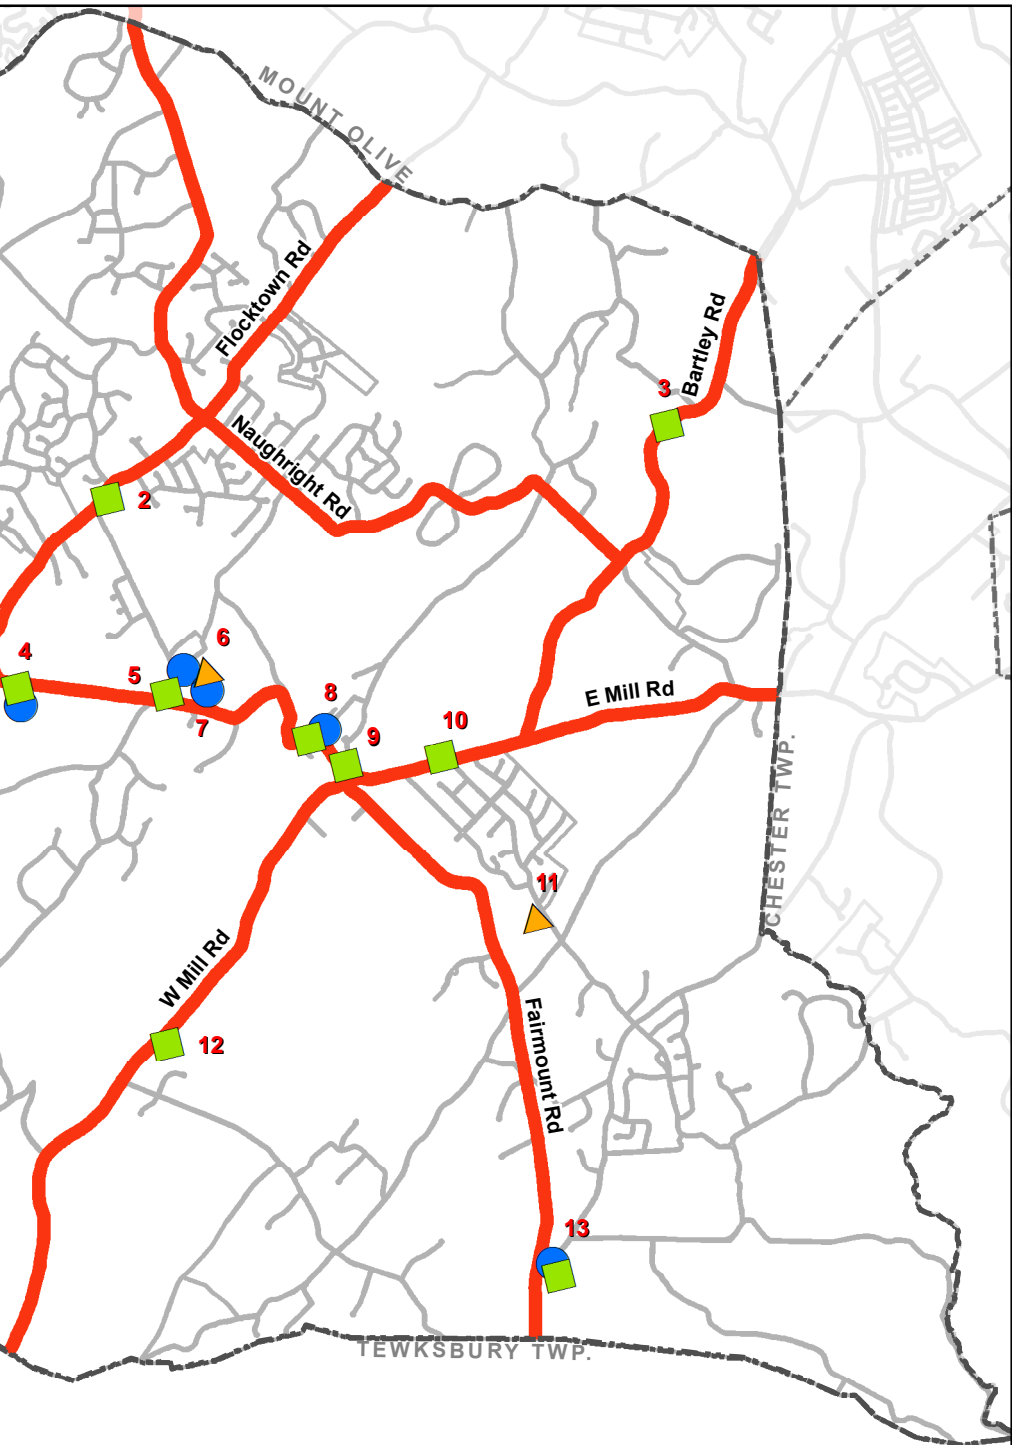 MOUNT OLIVE
Flocktown Rd
Bartley Rd
3
Naughright Rd
2
6
4
5
E Mill Rd
8
7
10
9
CHESTER TWP.
11
W Mill Rd
Fairmount Rd
12
13
TEWKSBURY TWP.